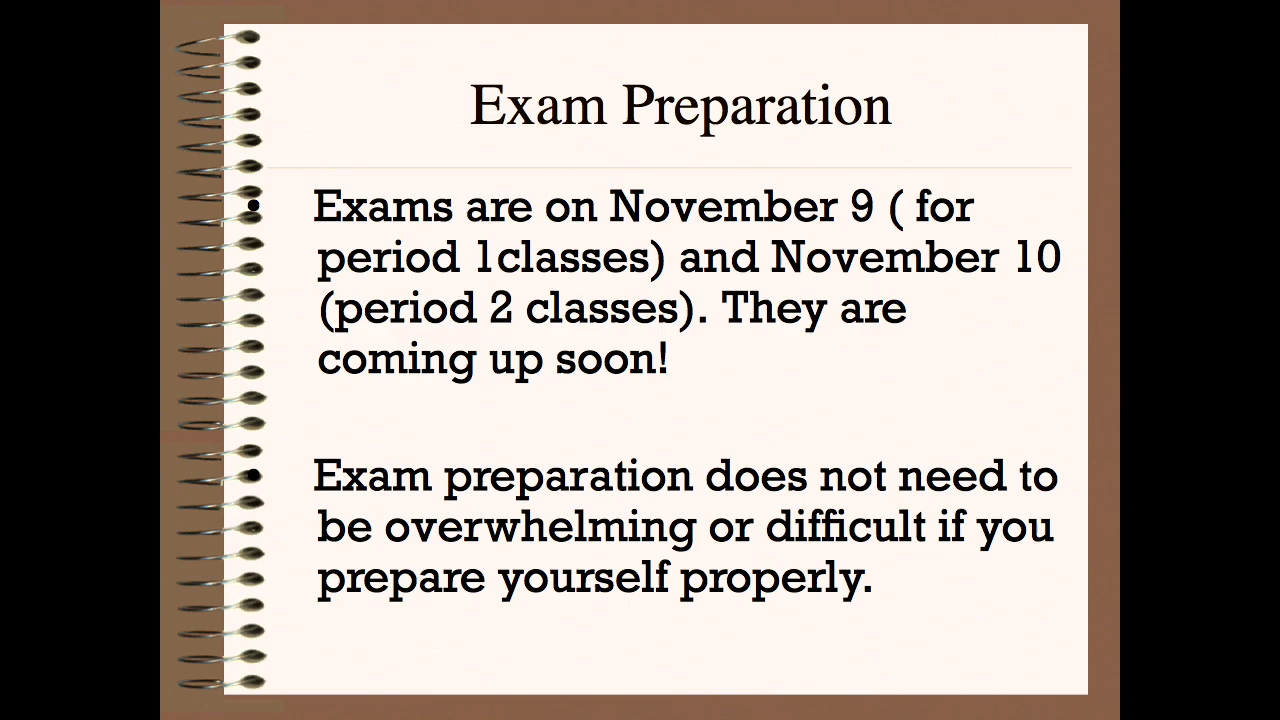 Exam Preparation
• Exams are on November 9 ( for
period 1classes) and November 10
(period 2 classes). They are
coming up soon!
• Exam preparation does not need to
be overwhelming or difficult if you
prepare yourself properly.